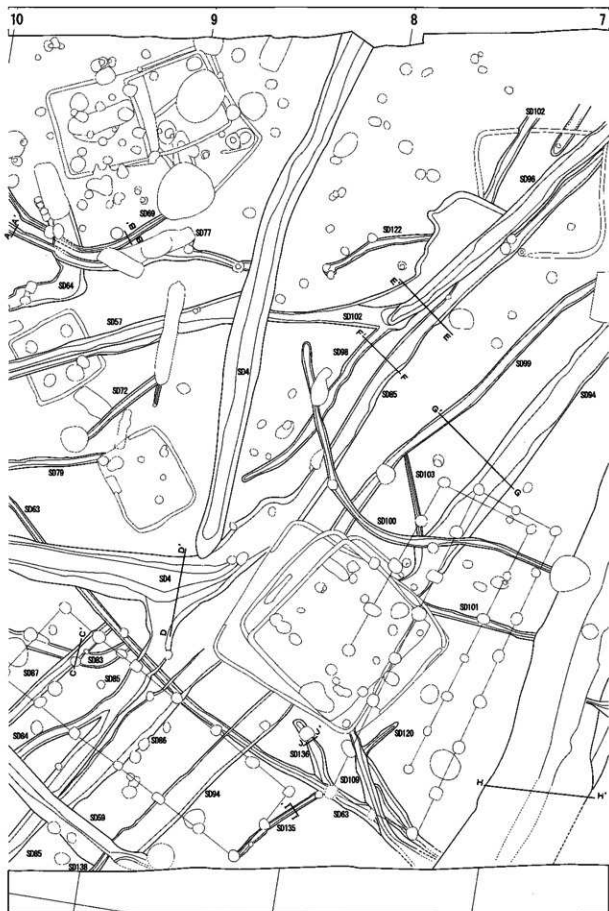 10
9
8
7
SD102
SD96
SD69
B'
B
A
A'
SD77
SD122
SD64
E'
E
SD57
SD102
F'
F
SD98
SD4
SD85
SD99
SD94
SD72
G'
G
SD79
SD103
SD63
SD100
D'
SD4
SD101
D
C'
C
SD83
SD87
SD85
SD84
SD86
SD136
J'
SD120
SD94
SD109
H
H'
SD59
SD63
SD135
SD85
SD138